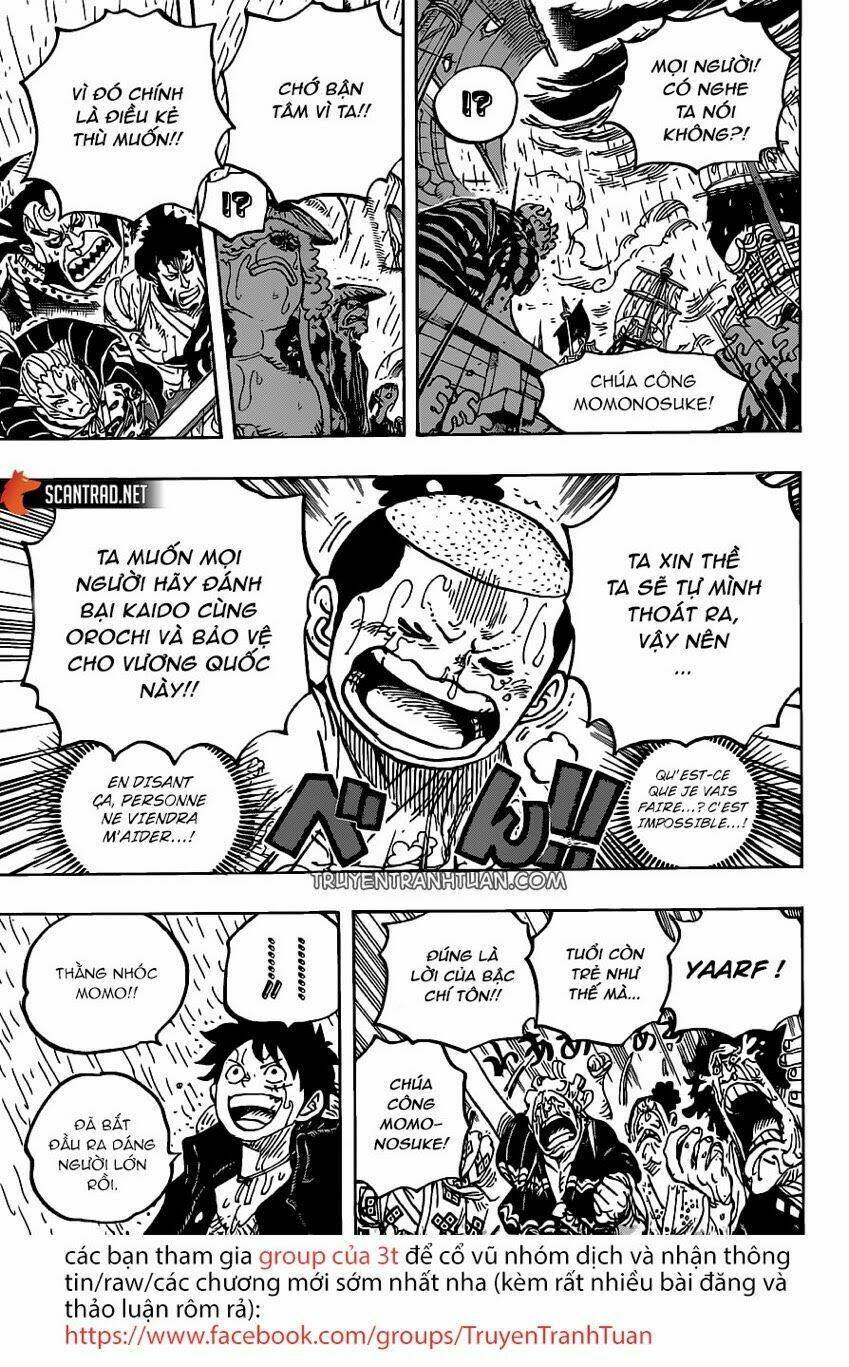 MỌI NGƯỜI!
CÓ NGHE
TA NÓI
KHÔNG?!
!?
CHÚA CÔNG
MOMONOSUKE!
CHỚ BẬN
TÂM VÌ TA!!
!?
VÌ ĐÓ CHÍNH
LÀ ĐIỀU KẺ
THÙ MUỐN!!
SCANTRAD.NET
TA XIN THỀ
TA SẼ TỰ MÌNH
THOÁT RA,
VẬY NÊN
...
TA MUỐN MỌI
NGƯỜI HÃY ĐÁNH
BẠI KAIDO CÙNG
OROCHI VÀ BẢO VỆ
CHO VƯƠNG QUỐC
NÀY!!
QU'EST-CE
QUE JE VAIS
FAIRE...? C'EST
IMPOSSIBLE...!
EN DISANT
ÇA, PERSONNE
NE VIENDRA
M'AIDER...!
べん!!
TRUYENTRANHTUAN.COM
YAARF !
TUỔI CÒN
TRẺ NHƯ
THẾ MÀ...
ĐÚNG LÀ
LỜI CỦA BẬC
CHÍ TÔN!!
CHÚA
CÔNG
MOMO-
NOSUKE!
!!
THẰNG NHÓC
MOMO!!
ĐÃ BẮT
ĐẦU RA DÁNG
NGƯỜI LỚN
RỒI.
các bạn tham gia group của 3t để cổ vũ nhóm dịch và nhận thông
tin/raw/các chương mới sớm nhất nha (kèm rất nhiều bài đăng và
thảo luận rôm rả):
https://www.facebook.com/groups/TruyenTranhTuan